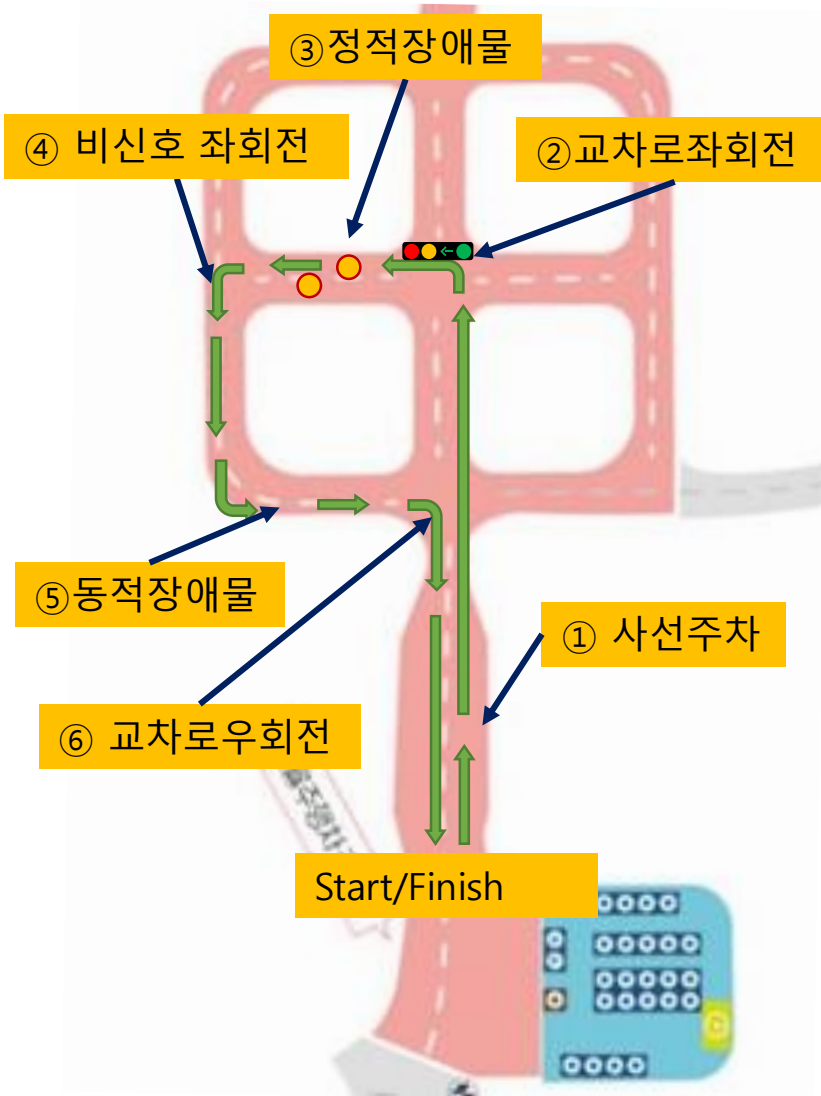 ③정적장애물
④ 비신호 좌회전
②교차로좌회전
⑤동적장애물
① 사선주차
⑥ 교차로우회전
Start/Finish